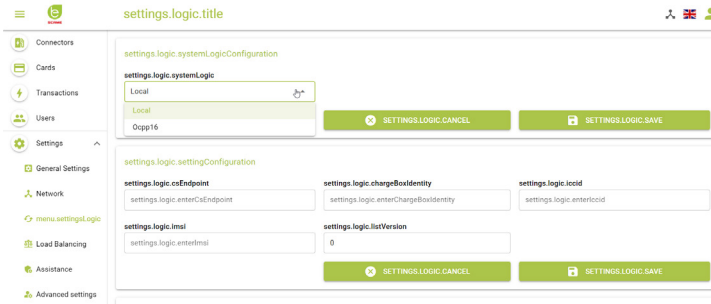 settings.logic.title
Connectors
Cards
Transactions
Users
Settings
General Settings
Network
menu.settingsLogic
Load Balancing
Assistance
Advanced settings
settings.logic.systemLogicConfiguration
settings.logic.systemLogic
Local
Local
Ocpp16
SETTINGS.LOGIC.CANCEL
SETTINGS.LOGIC.SAVE
settings.logic.settingConfiguration
settings.logic.csEndpoint
settings.logic.chargeBoxIdentity
settings.logic.iccid
settings.logic.enterCsEndpoint
settings.logic.enterChargeBoxIdentity
settings.logic.enterIccid
settings.logic.imsi
settings.logic.listVersion
settings.logic.enterImsi
0
SETTINGS.LOGIC.CANCEL
SETTINGS.LOGIC.SAVE